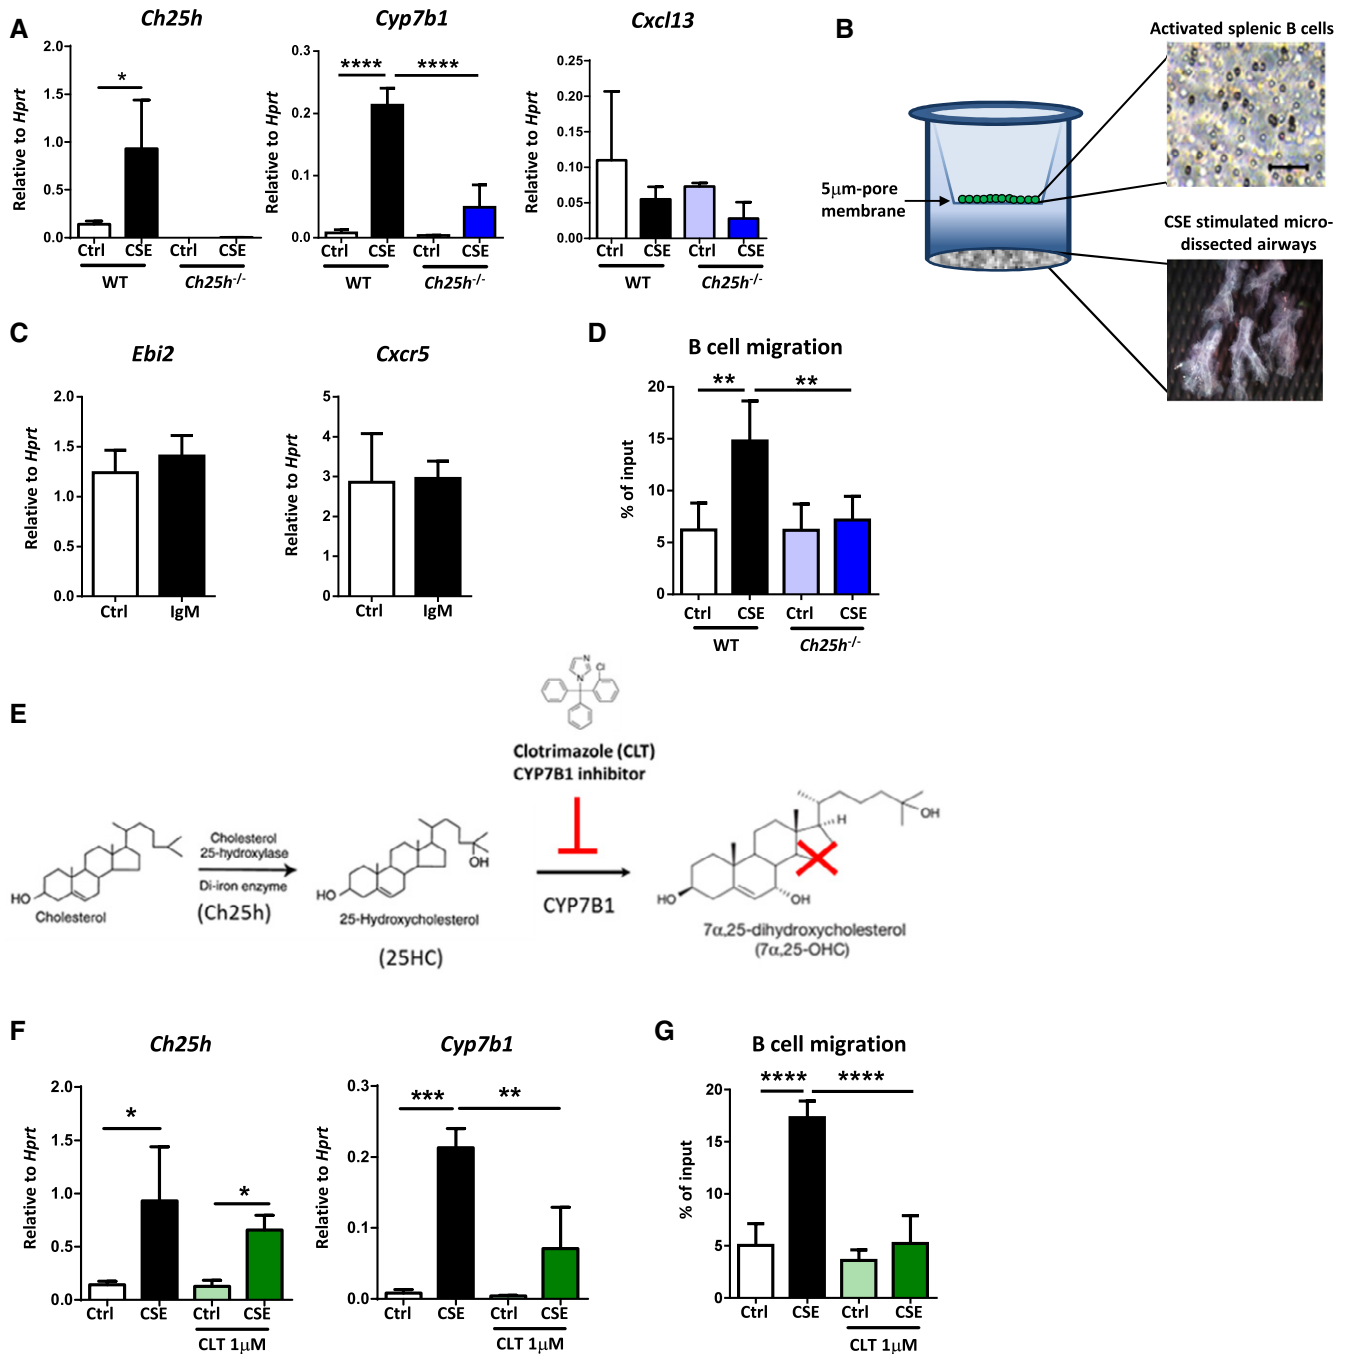 A
Ch25h
Relative to Hprt
2.0
1.5
1.0
0.5
0.0
*
Ctrl CSE Ctrl CSE
WT Ch25h-/-
Cyp7b1
Relative to Hprt
0.3
0.2
0.1
0.0
**** ****
Ctrl CSE Ctrl CSE
WT Ch25h-/-
Cxcl13
Relative to Hprt
0.25
0.20
0.15
0.10
0.05
0.00
Ctrl CSE Ctrl CSE
WT Ch25h-/-
B
Activated splenic B cells
5μm-pore
membrane
CSE stimulated micro-
dissected airways
C
Ebi2
Relative to Hprt
2.0
1.5
1.0
0.5
0.0
Ctrl IgM
Cxcr5
Relative to Hprt
5
4
3
2
1
0
Ctrl IgM
D
B cell migration
% of input
20
15
10
5
0
** **
Ctrl CSE Ctrl CSE
WT Ch25h-/-
E
N
N
Cl
Clotrimazole (CLT)
CYP7B1 inhibitor
HO
Cholesterol
Cholesterol
25-hydroxylase
Di-iron enzyme
(Ch25h)
OH
HO
25-Hydroxycholesterol
(25HC)
CYP7B1
OH
H
HO
OH
7α,25-dihydroxycholesterol
(7α,25-OHC)
F
Ch25h
Relative to Hprt
2.0
1.5
1.0
0.5
0.0
* *
Ctrl CSE Ctrl CSE
CLT 1μM
Cyp7b1
Relative to Hprt
0.3
0.2
0.1
0.0
*** **
Ctrl CSE Ctrl CSE
CLT 1μM
G
B cell migration
% of input
20
15
10
5
0
**** ****
Ctrl CSE Ctrl CSE
CLT 1μM